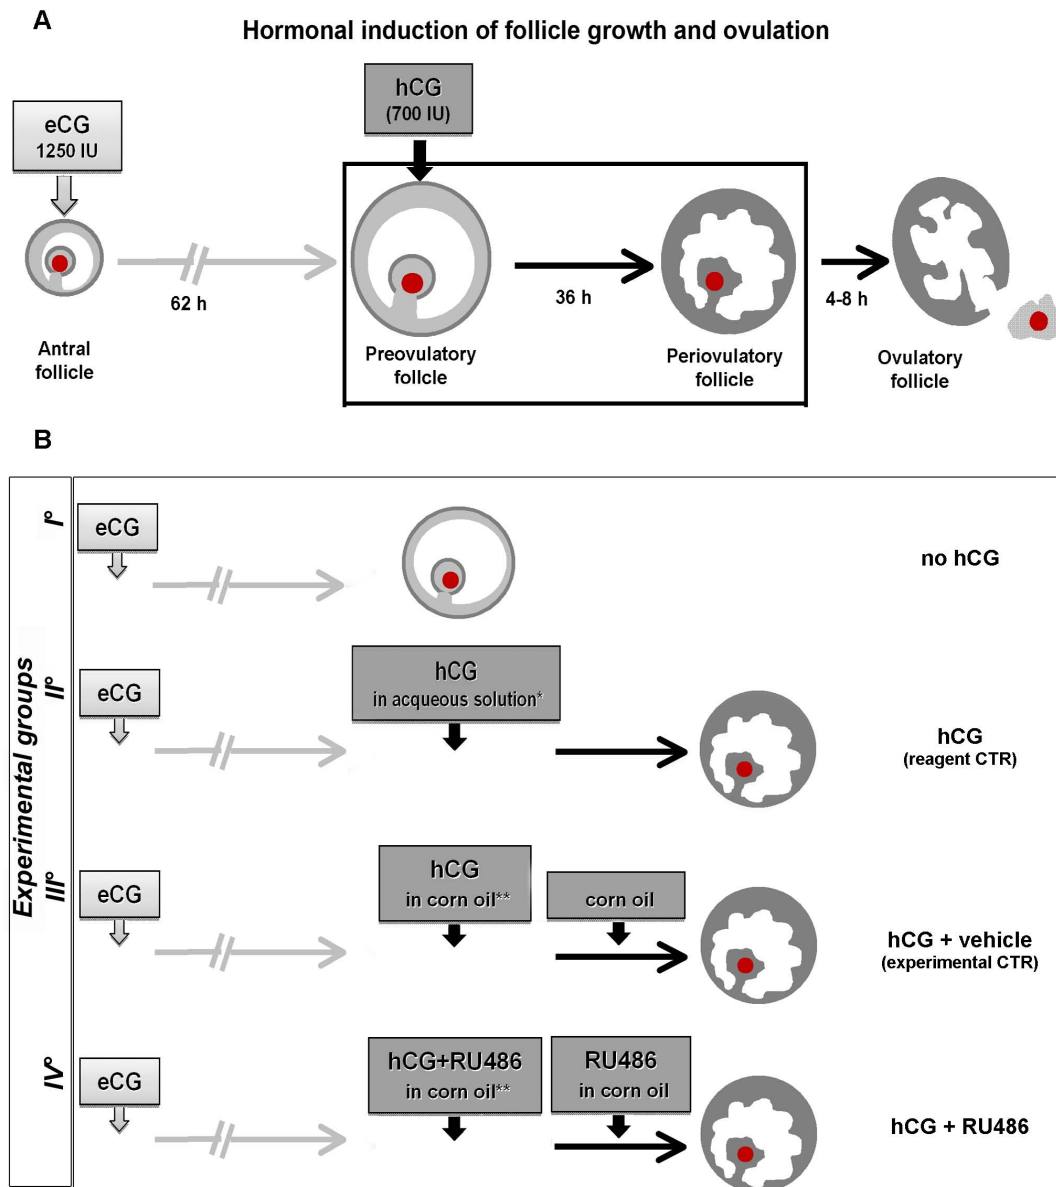 A
Hormonal induction of follicle growth and ovulation
eCG
1250 IU
hCG
(700 IU)
62 h
36 h
4-8 h
Antral
follicle
Preovulatory
follicle
Periovulatory
follicle
Ovulatory
follicle
B
Experimental groups
I°
eCG
no hCG
II°
eCG
hCG
in acqueous solution*
hCG
(reagent CTR)
III°
eCG
hCG
in corn oil**
corn oil
hCG + vehicle
(experimental CTR)
IV°
eCG
hCG+RU486
in corn oil**
RU486
in corn oil
hCG + RU486